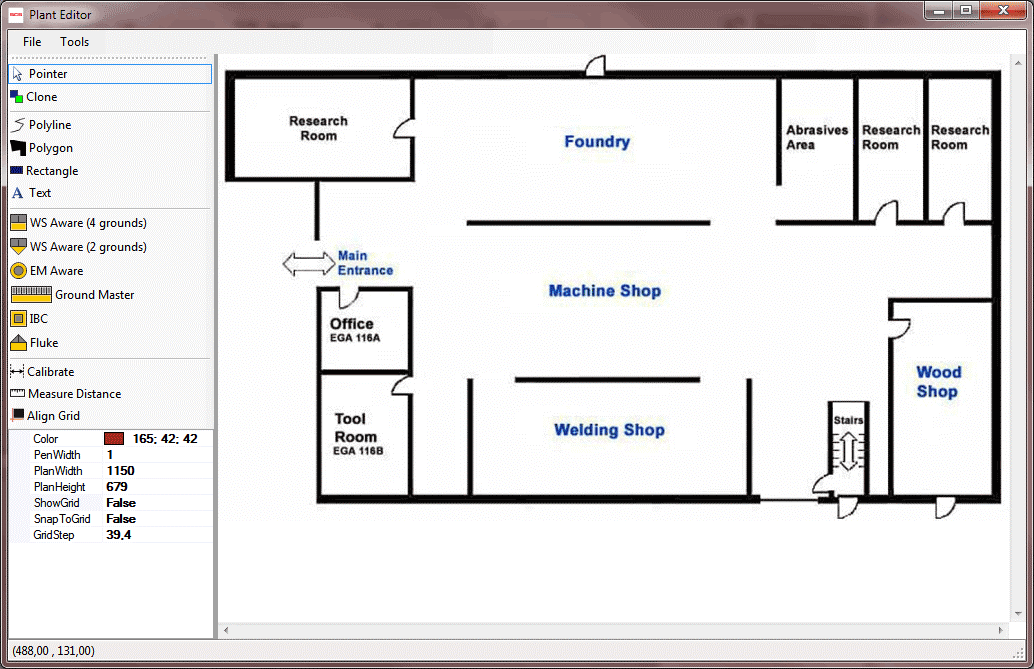 Plant Editor
File Tools
Pointer
Clone
Polyline
Polygon
Rectangle
A Text
WS Aware (4 grounds)
WS Aware (2 grounds)
EM Aware
Ground Master
IBC
Fluke
Calibrate
Measure Distance
Align Grid
Color 165; 42; 42
PenWidth 1
PlanWidth 1150
PlanHeight 679
ShowGrid False
SnapToGrid False
GridStep 39,4
Research
Room
Foundry
Abrasives
Area
Research
Room
Research
Room
Main
Entrance
Machine Shop
Office
EGA 116A
Wood
Shop
Tool
Room
EGA 116B
Welding Shop
Stairs
(488,00 , 131,00)